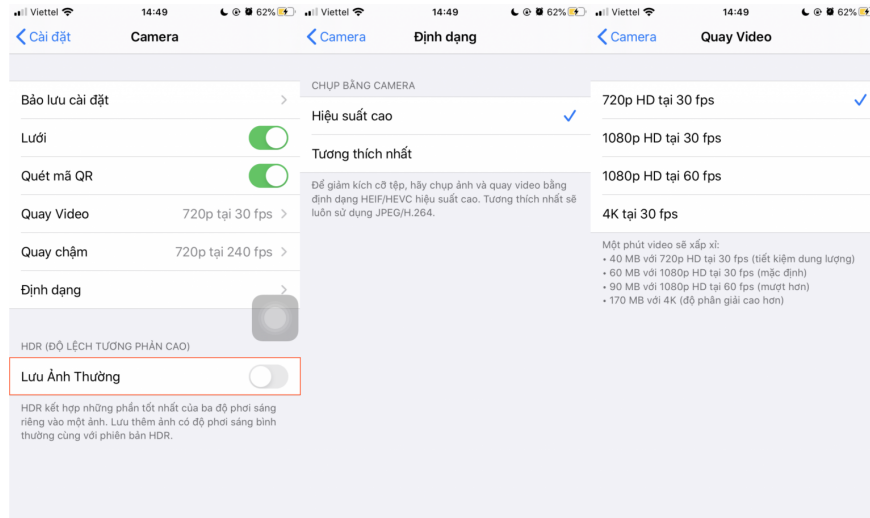 Viettel 14:49 62%
Cài đặt Camera
Bảo lưu cài đặt
Lưới
Quét mã QR
Quay Video 720p tại 30 fps
Quay chậm 720p tại 240 fps
Định dạng
HDR (ĐỘ LỆCH TƯƠNG PHẢN CAO)
Lưu Ảnh Thường
HDR kết hợp những phần tốt nhất của ba độ phơi sáng
riêng vào một ảnh. Lưu thêm ảnh có độ phơi sáng bình
thường cùng với phiên bản HDR.
Viettel 14:49 62%
Camera Định dạng
CHỤP BẰNG CAMERA
Hiệu suất cao
Tương thích nhất
Để giảm kích cỡ tệp, hãy chụp ảnh và quay video bằng
định dạng HEIF/HEVC hiệu suất cao. Tương thích nhất sẽ
luôn sử dụng JPEG/H.264.
Viettel 14:49 62%
Camera Quay Video
720p HD tại 30 fps
1080p HD tại 30 fps
1080p HD tại 60 fps
4K tại 30 fps
Một phút video sẽ xấp xỉ:
• 40 MB với 720p HD tại 30 fps (tiết kiệm dung lượng)
• 60 MB với 1080p HD tại 30 fps (mặc định)
• 90 MB với 1080p HD tại 60 fps (mượt hơn)
• 170 MB với 4K (độ phân giải cao hơn)